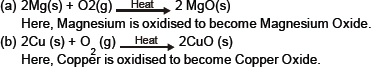 (a) 2Mg(s) + O2(g) Heat 2 MgO(s)
Here, Magnesium is oxidised to become Magnesium Oxide.
(b) 2Cu (s) + O₂ (g) Heat 2CuO (s)
Here, Copper is oxidised to become Copper Oxide.